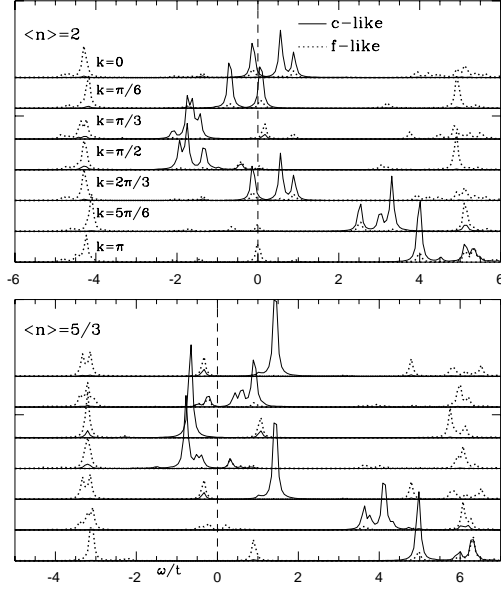 <n>=2
c-like
f-like
k=0
k=π/6
k=π/3
k=π/2
k=2π/3
k=5π/6
k=π
-6 -4 -2 0 2 4 6
<n>=5/3
-4 -2 0 2 4 6
ω/t